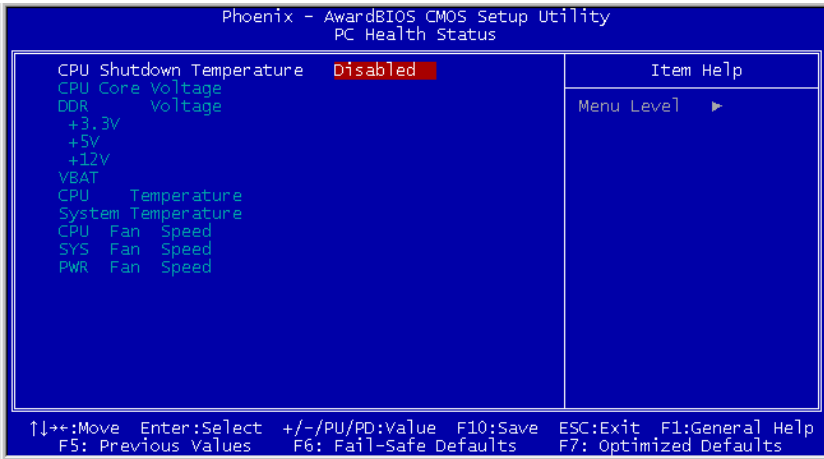 Phoenix - AwardBIOS CMOS Setup Utility
PC Health Status
CPU Shutdown Temperature Disabled
CPU Core Voltage
DDR Voltage
+3.3V
+5V
+12V
VBAT
CPU Temperature
System Temperature
CPU Fan Speed
SYS Fan Speed
PWR Fan Speed
Item Help
Menu Level ►
↑↓→←:Move Enter:Select +/-/PU/PD:Value F10:Save ESC:Exit F1:General Help
F5: Previous Values F6: Fail-Safe Defaults F7: Optimized Defaults